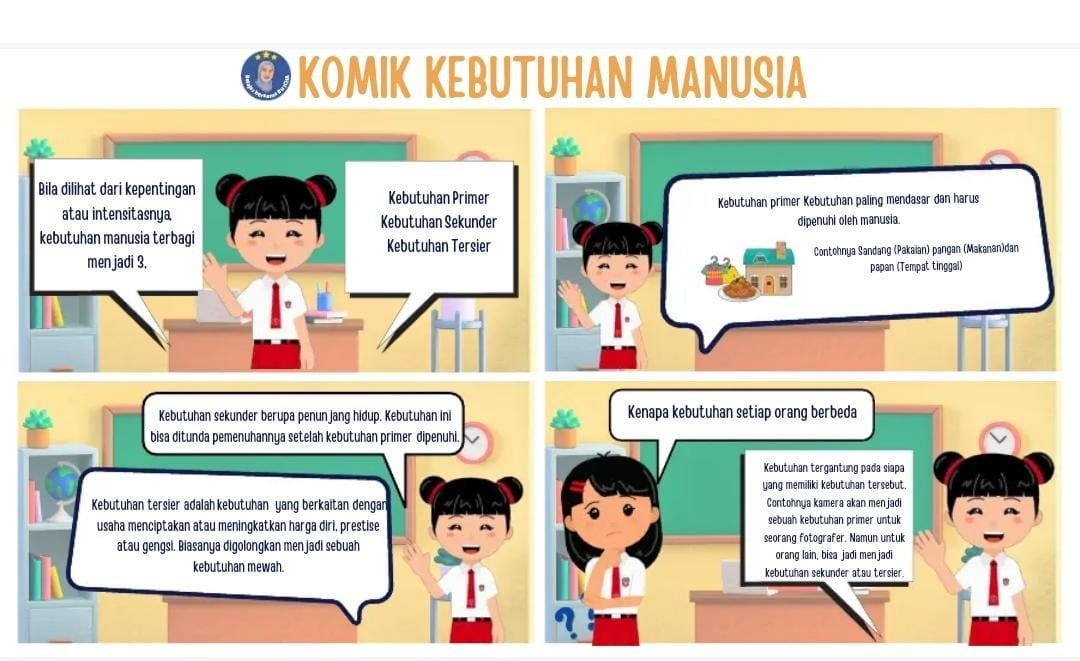 KOMIK KEBUTUHAN MANUSIA
Bila dilihat dari kepentingan
atau intensitasnya,
kebutuhan manusia terbagi
menjadi 3,
Kebutuhan Primer
Kebutuhan Sekunder
Kebutuhan Tersier
Kebutuhan primer Kebutuhan paling mendasar dan harus
dipenuhi oleh manusia.
Contohnya Sandang (Pakaian) pangan (Makanan)dan
papan (Tempat tinggal)
Kebutuhan sekunder berupa penunjang hidup. Kebutuhan ini
bisa ditunda pemenuhannya setelah kebutuhan primer dipenuhi.
Kebutuhan tersier adalah kebutuhan yang berkaitan dengan
usaha menciptakan atau meningkatkan harga diri, prestise
atau gengsi. Biasanya digolongkan menjadi sebuah
kebutuhan mewah.
Kenapa kebutuhan setiap orang berbeda
Kebutuhan tergantung pada siapa
yang memiliki kebutuhan tersebut.
Contohnya kamera akan menjadi
sebuah kebutuhan primer untuk
seorang fotografer. Namun untuk
orang lain, bisa jadi menjadi
kebutuhan sekunder atau tersier.
? ?